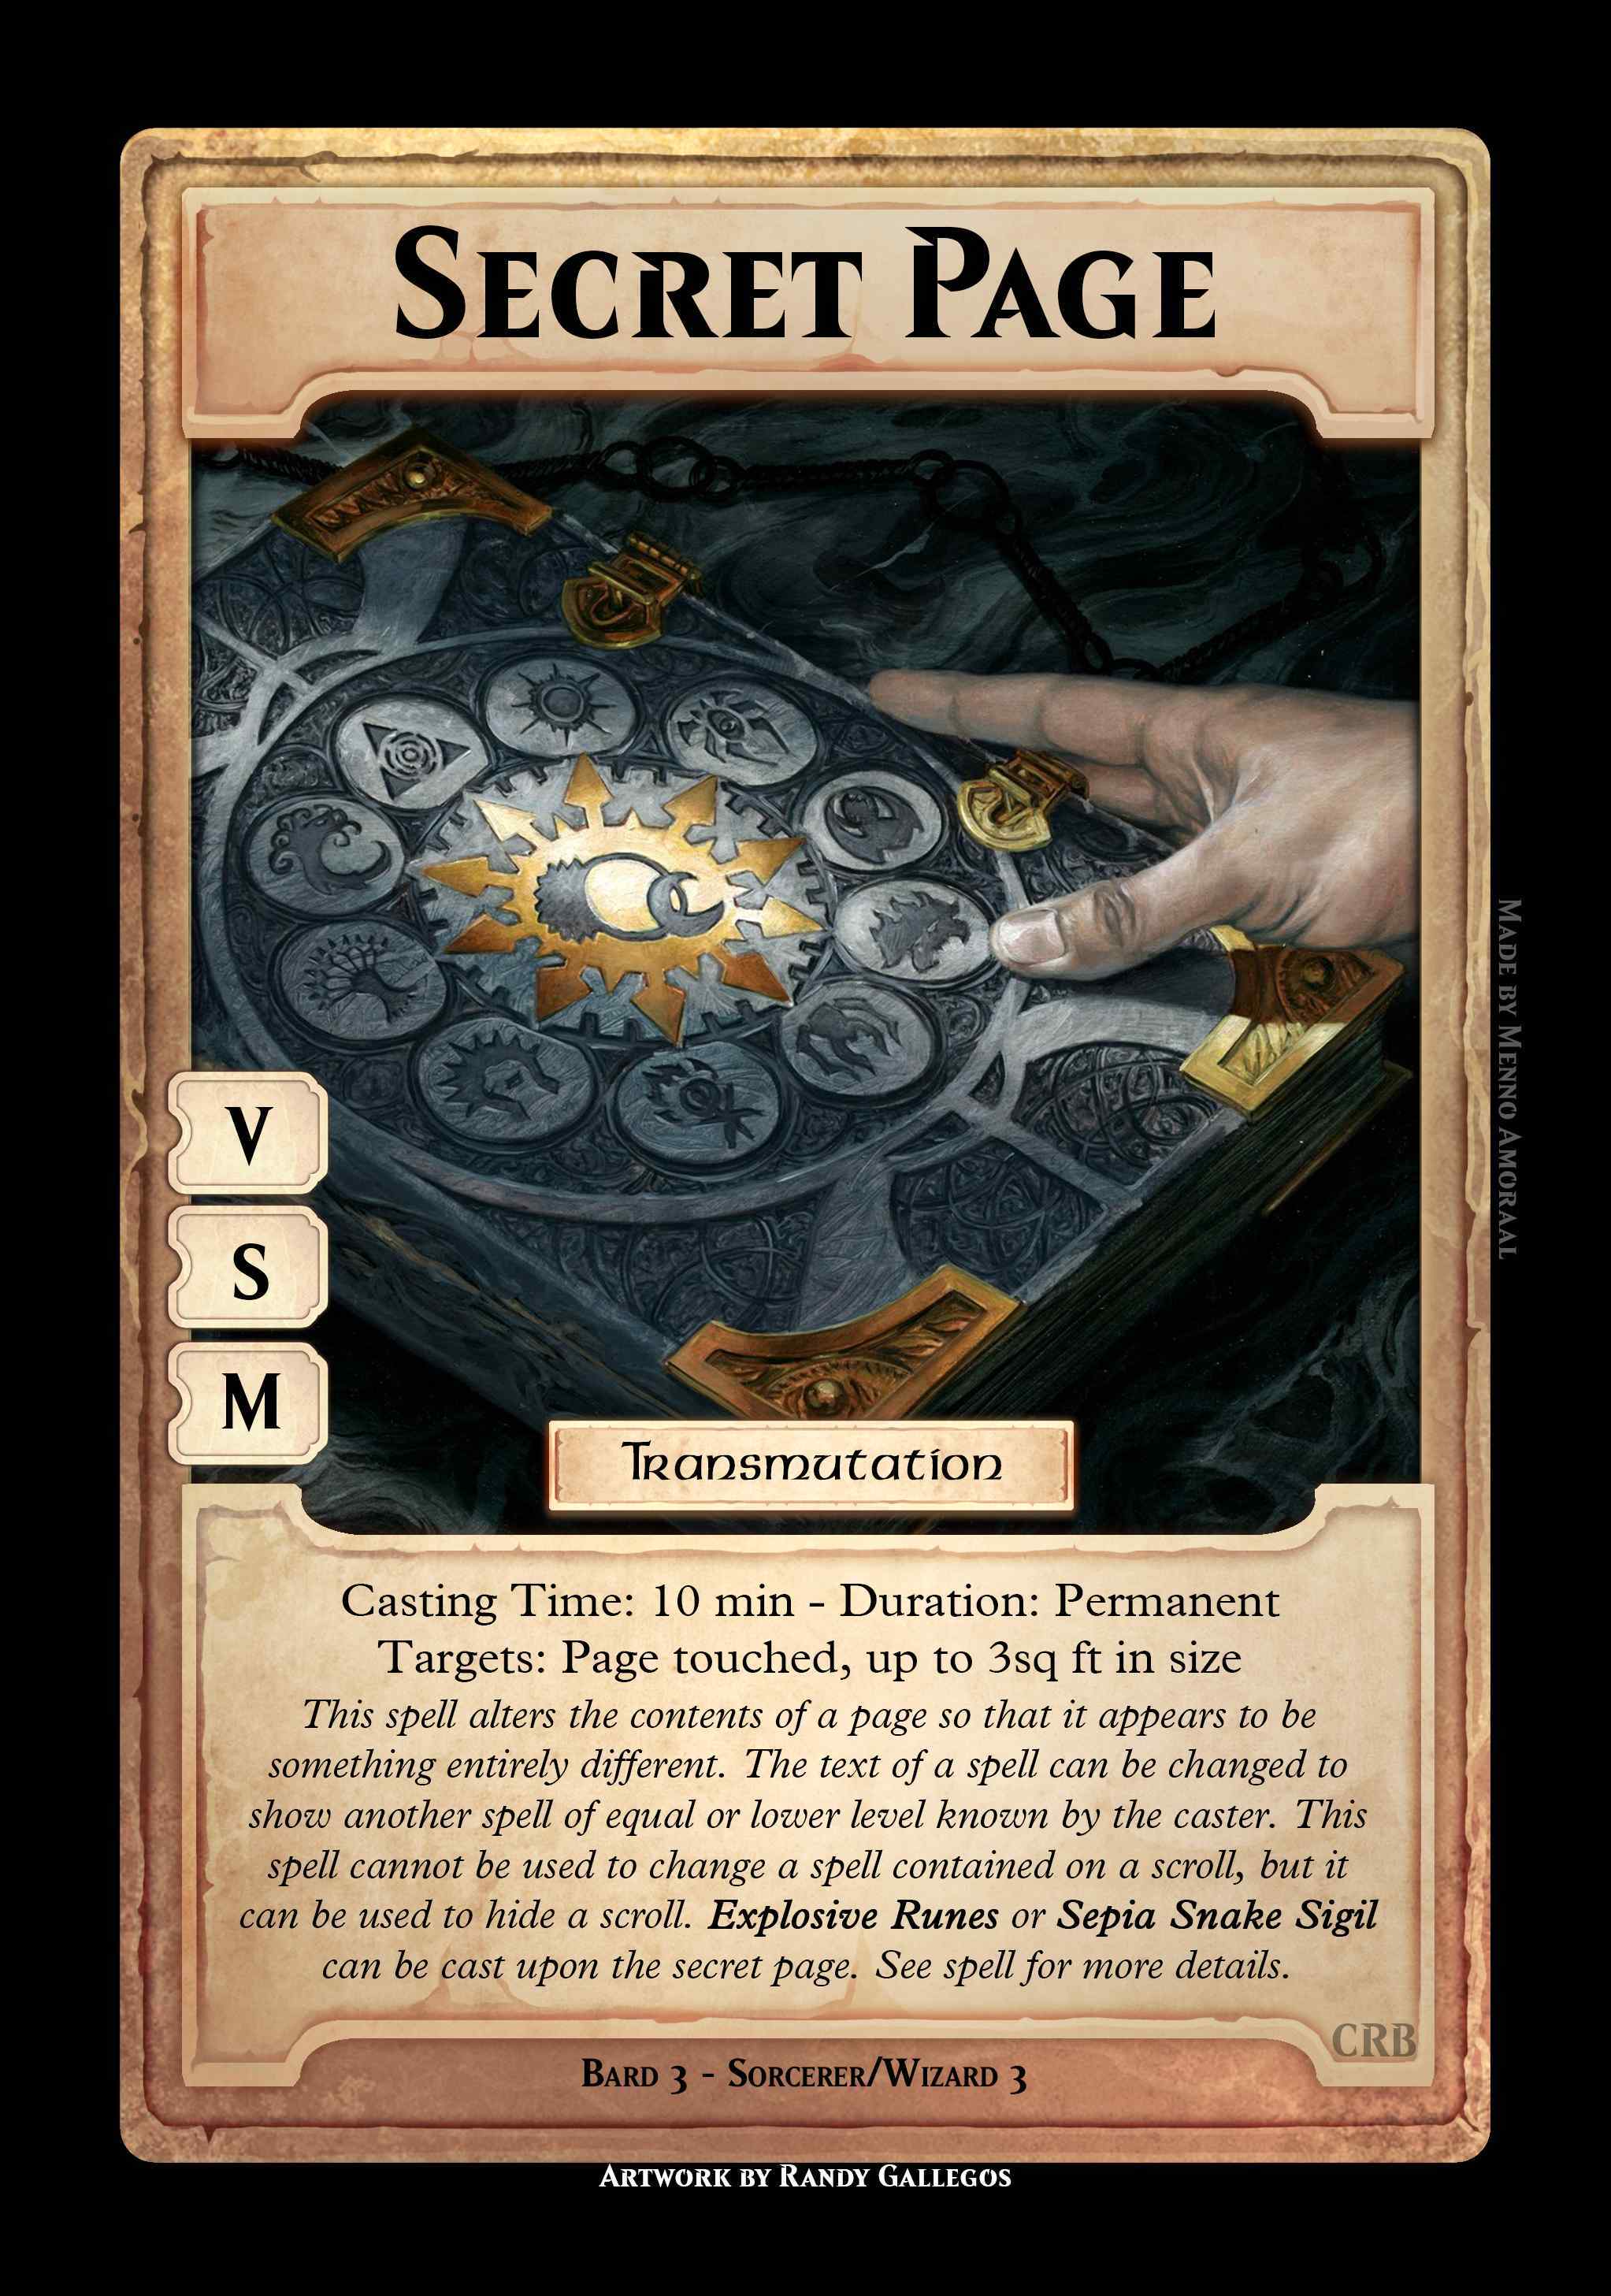 Secret Page
V
S
M
Transmutation
Casting Time: 10 min - Duration: Permanent
Targets: Page touched, up to 3sq ft in size
This spell alters the contents of a page so that it appears to be
something entirely different. The text of a spell can be changed to
show another spell of equal or lower level known by the caster. This
spell cannot be used to change a spell contained on a scroll, but it
can be used to hide a scroll. Explosive Runes or Sepia Snake Sigil
can be cast upon the secret page. See spell for more details.
CRB
Bard 3 - Sorcerer/Wizard 3
Artwork by Randy Gallegos
Made by Menno Amoraal